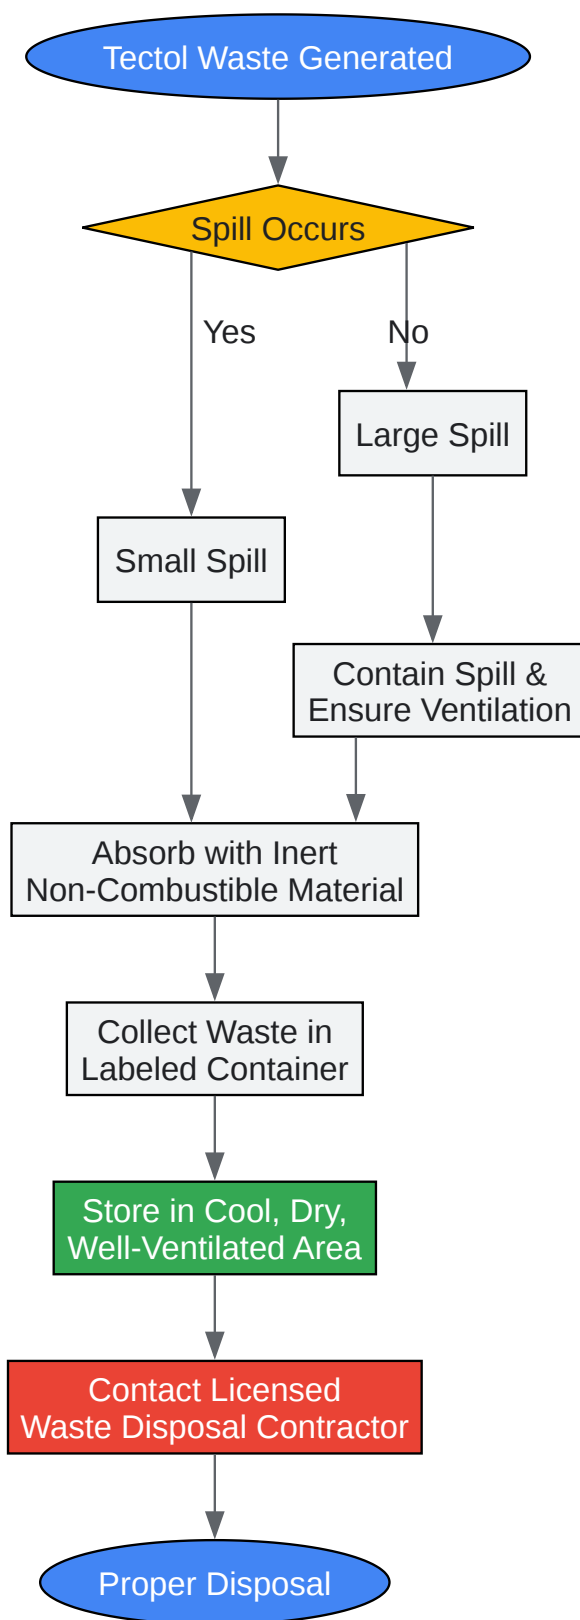 Tectol Waste Generated
Spill Occurs
Yes
No
Large Spill
Small Spill
Contain Spill &
Ensure Ventilation
Absorb with Inert
Non-Combustible Material
Collect Waste in
Labeled Container
Store in Cool, Dry,
Well-Ventilated Area
Contact Licensed
Waste Disposal Contractor
Proper Disposal